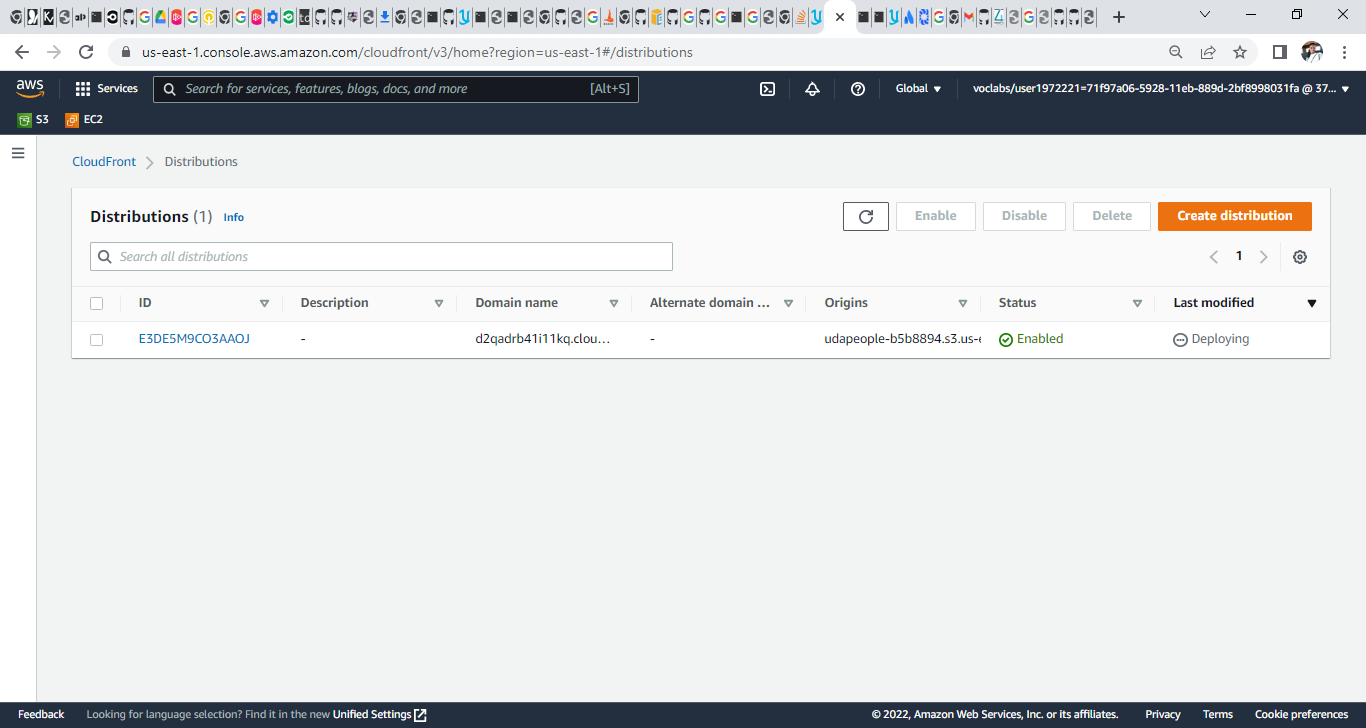 us-east-1.console.aws.amazon.com/cloudfront/v3/home?region=us-east-1#/distributions
aws
Services
Search for services, features, blogs, docs, and more
[Alt+S]
Global
voclabs/user1972221=71f97a06-5928-11eb-889d-2bf8998031fa @ 37...
S3
EC2
CloudFront
Distributions
Distributions (1) Info
Enable
Disable
Delete
Create distribution
Search all distributions
1
ID
Description
Domain name
Alternate domain ...
Origins
Status
Last modified
E3DE5M9CO3AAOJ
-
d2qadrb41i11kq.clou...
-
udapeople-b5b8894.s3.us-e
Enabled
Deploying
Feedback
Looking for language selection? Find it in the new Unified Settings
© 2022, Amazon Web Services, Inc. or its affiliates.
Privacy
Terms
Cookie preferences